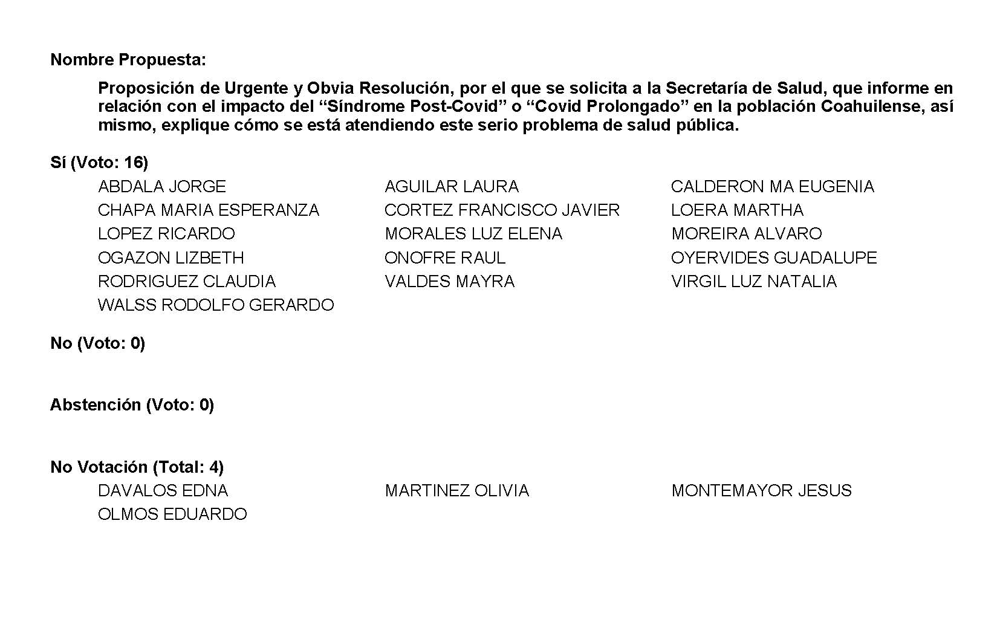 Nombre Propuesta:
Proposición de Urgente y Obvia Resolución, por el que se solicita a la Secretaría de Salud, que informe en
relación con el impacto del “Síndrome Post-Covid” o “Covid Prolongado” en la población Coahuilense, así
mismo, explique cómo se está atendiendo este serio problema de salud pública.
Sí (Voto: 16)
ABDALA JORGE AGUILAR LAURA CALDERON MA EUGENIA
CHAPA MARIA ESPERANZA CORTEZ FRANCISCO JAVIER LOERA MARTHA
LOPEZ RICARDO MORALES LUZ ELENA MOREIRA ALVARO
OGAZON LIZBETH ONOFRE RAUL OYERVIDES GUADALUPE
RODRIGUEZ CLAUDIA VALDES MAYRA VIRGIL LUZ NATALIA
WALSS RODOLFO GERARDO
No (Voto: 0)
Abstención (Voto: 0)
No Votación (Total: 4)
DAVALOS EDNA MARTINEZ OLIVIA MONTEMAYOR JESUS
OLMOS EDUARDO